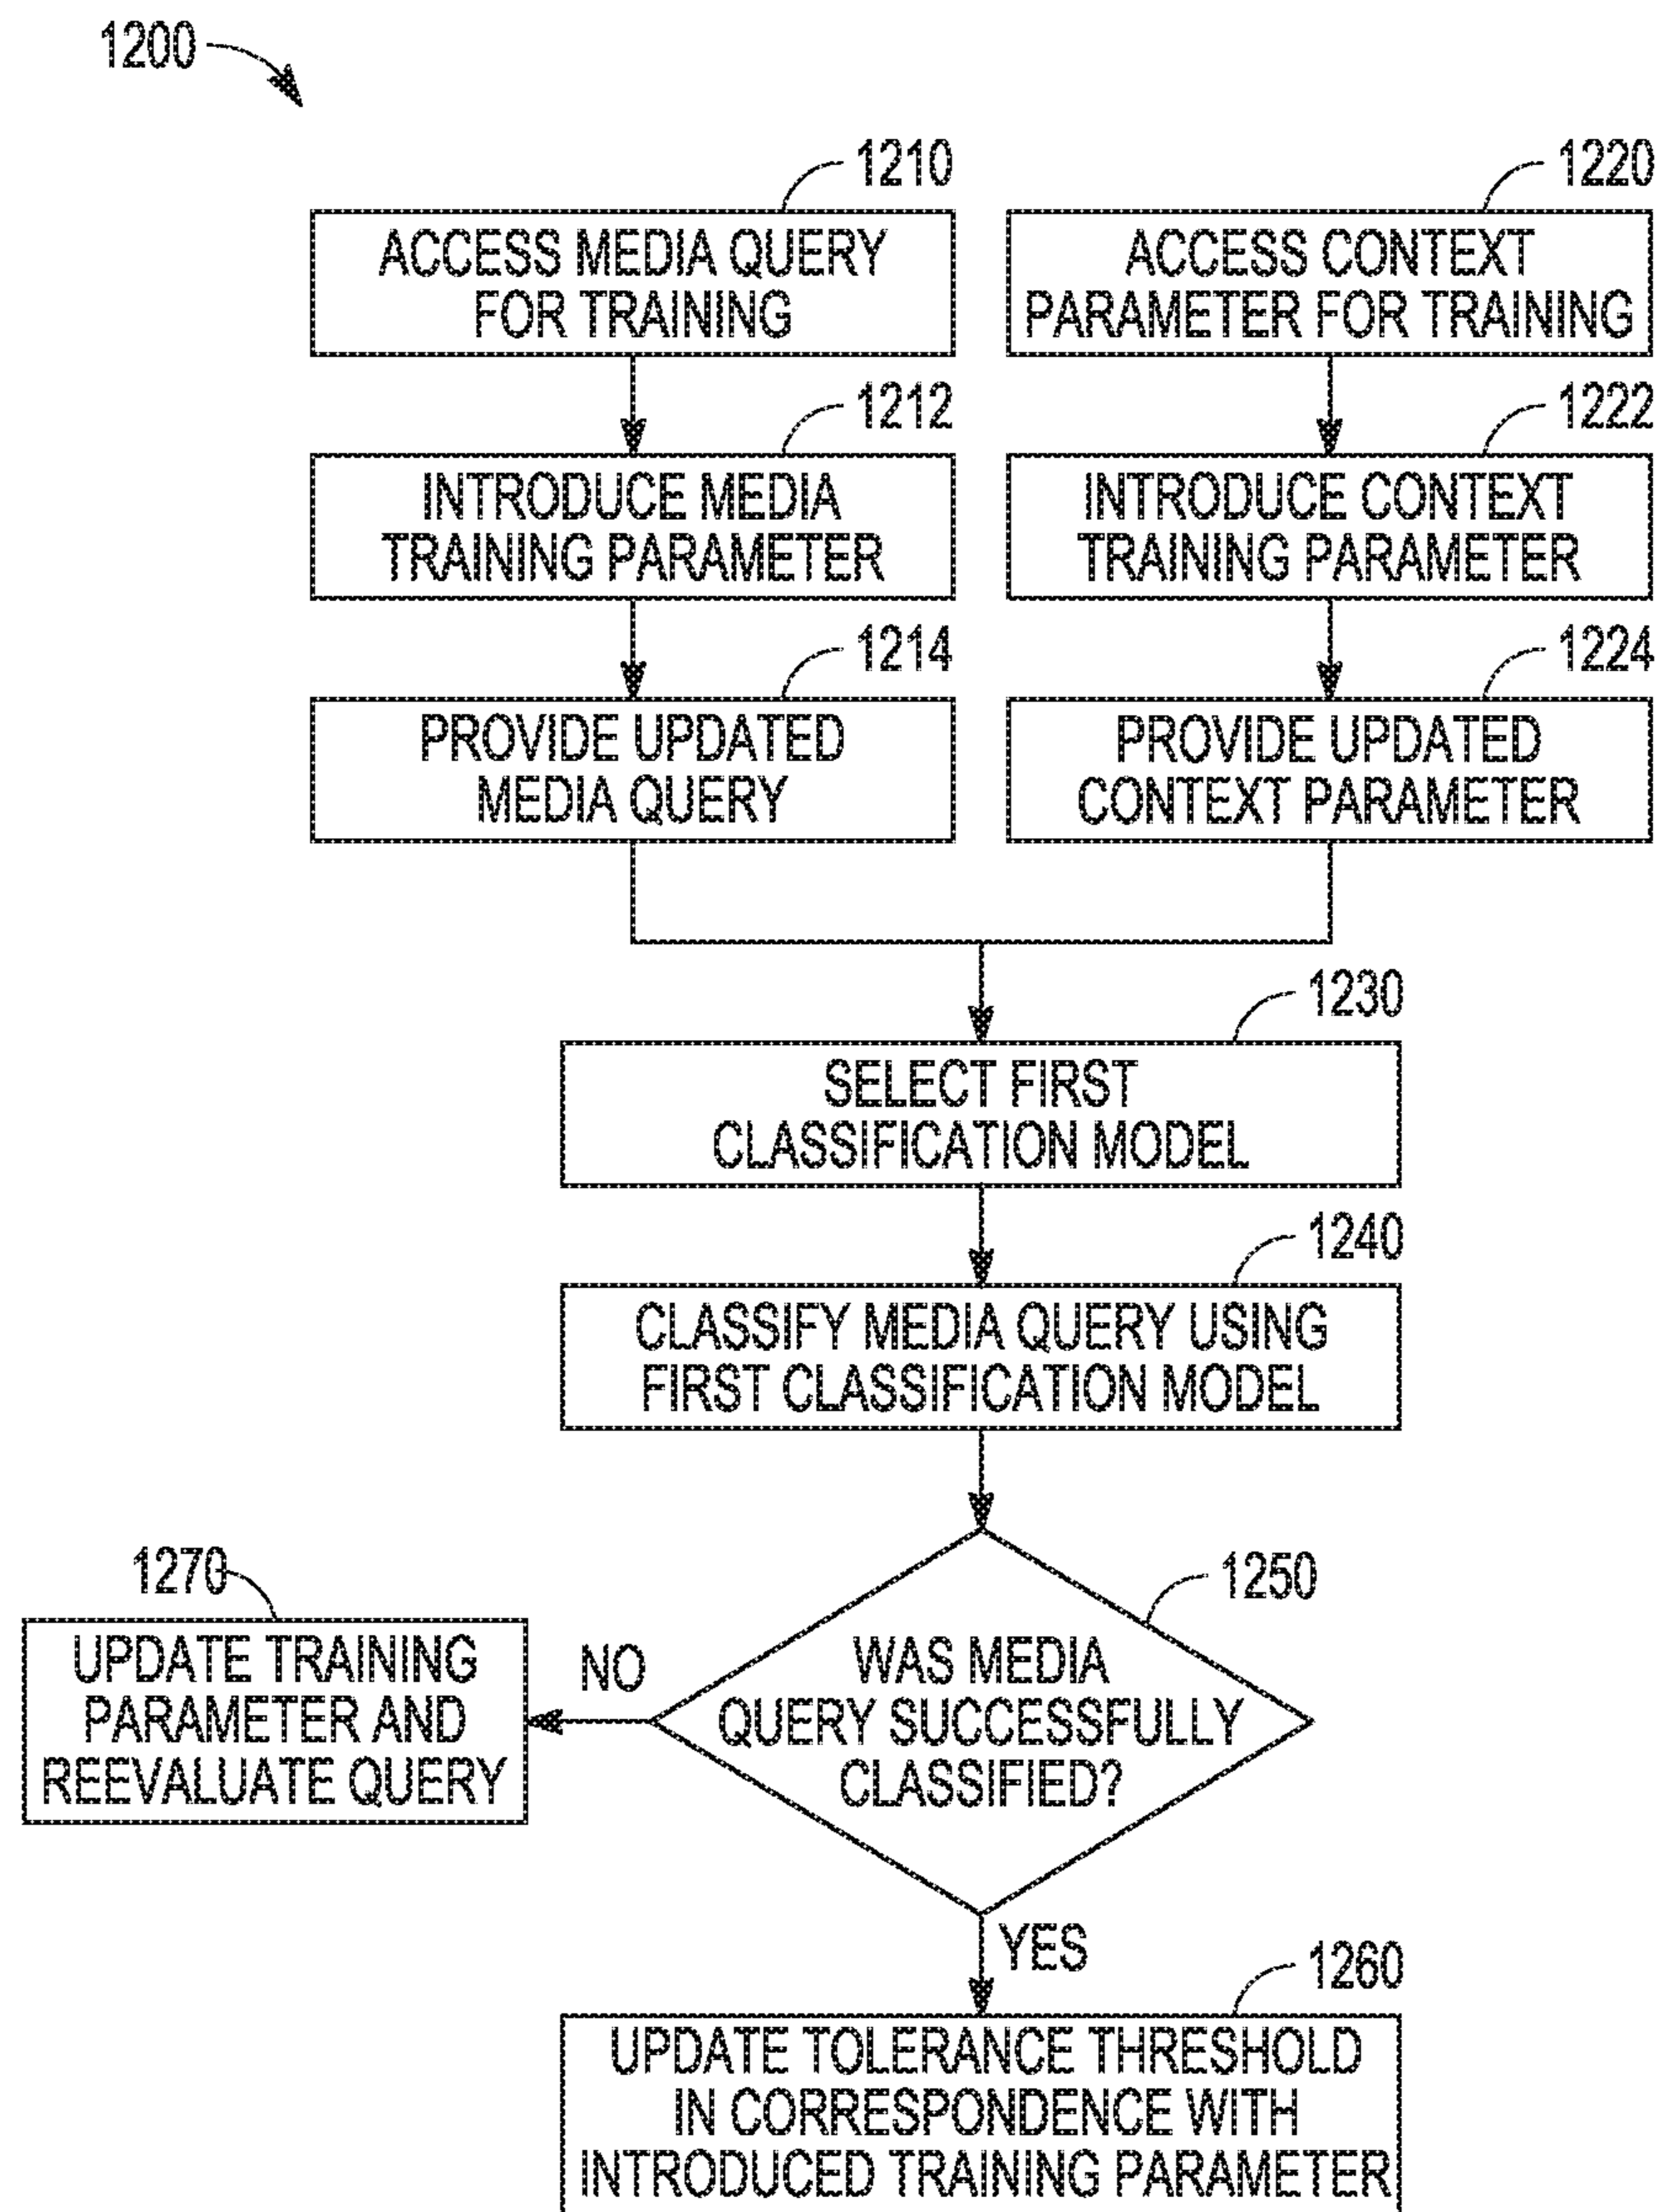 1200
1210
ACCESS MEDIA QUERY
FOR TRAINING
1220
ACCESS CONTEXT
PARAMETER FOR TRAINING
1212
INTRODUCE MEDIA
TRAINING PARAMETER
1222
INTRODUCE CONTEXT
TRAINING PARAMETER
1214
PROVIDE UPDATED
MEDIA QUERY
1224
PROVIDE UPDATED
CONTEXT PARAMETER
1230
SELECT FIRST
CLASSIFICATION MODEL
1240
CLASSIFY MEDIA QUERY USING
FIRST CLASSIFICATION MODEL
1250
WAS MEDIA
QUERY SUCCESSFULLY
CLASSIFIED?
NO
1270
UPDATE TRAINING
PARAMETER AND
REEVALUATE QUERY
YES
1260
UPDATE TOLERANCE THRESHOLD
IN CORRESPONDENCE WITH
INTRODUCED TRAINING PARAMETER